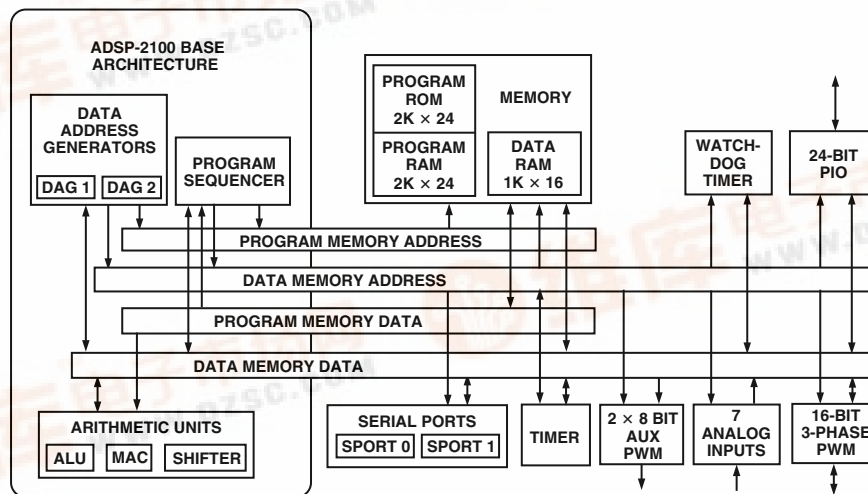 ADSP-2100 BASE
ARCHITECTURE
DATA
ADDRESS
GENERATORS
DAG 1 DAG 2
PROGRAM
SEQUENCER
PROGRAM
ROM
2K × 24
MEMORY
PROGRAM
RAM
2K × 24
DATA
RAM
1K × 16
WATCH-
DOG
TIMER
24-BIT
PIO
PROGRAM MEMORY ADDRESS
DATA MEMORY ADDRESS
PROGRAM MEMORY DATA
DATA MEMORY DATA
ARITHMETIC UNITS
ALU MAC SHIFTER
SERIAL PORTS
SPORT 0 SPORT 1
TIMER
2 × 8 BIT
AUX
PWM
7
ANALOG
INPUTS
16-BIT
3-PHASE
PWM